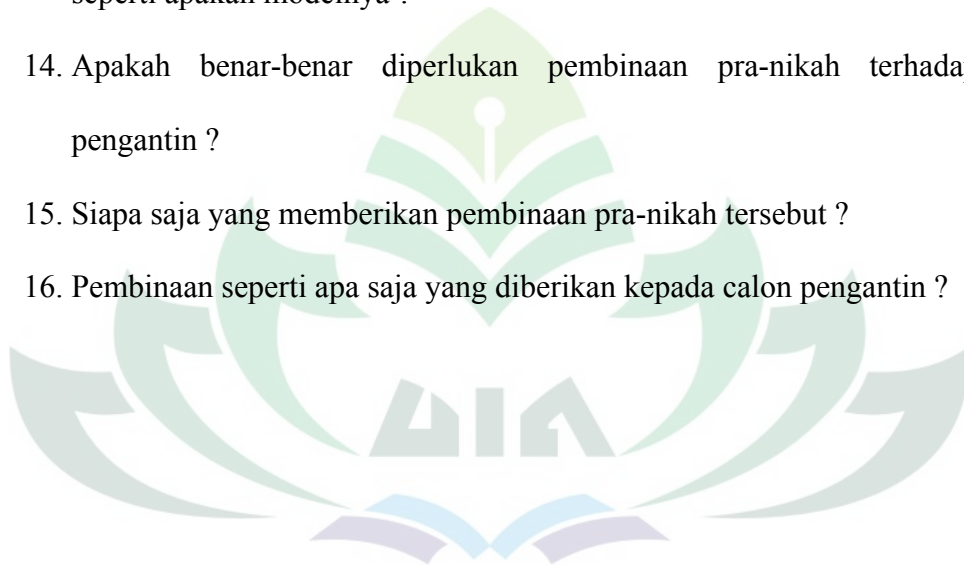 seperti apakah modelnya ?
14. Apakah benar-benar diperlukan pembinaan pra-nikah
pengantin ?
15. Siapa saja yang memberikan pembinaan pra-nikah tersebut ?
16. Pembinaan seperti apa saja yang diberikan kepada calon pengantin ?
UIN